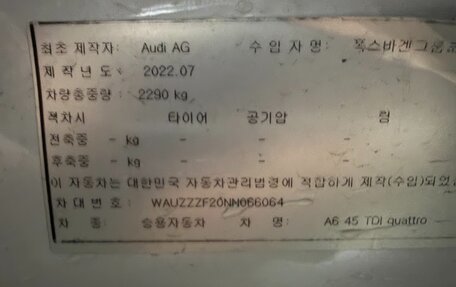 최초 제작자: Audi AG 수입자명: 폭스바겐그룹
제작년도: 2022.07
차량총중량: 2290 kg
적차시 타이어 공기압 림
전축중 - kg - -
후축중 - kg - -
이 자동차는 대한민국 자동차관리법령에 적합하게 제작(수입)되었
차대번호: WAUZZZF20NN066064
차종: 승용자동차 차명: A6 45 TDI quattro